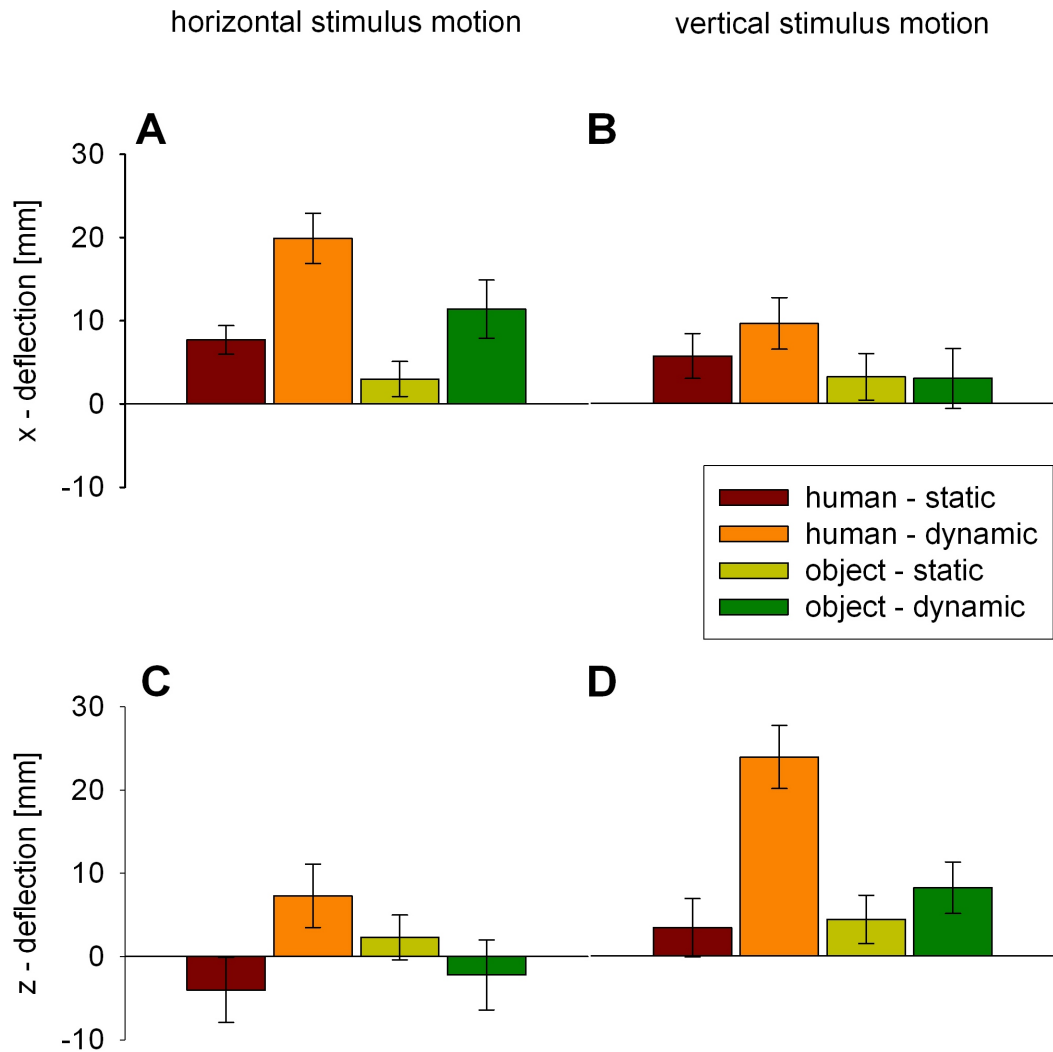 horizontal stimulus motion
vertical stimulus motion
A
B
x - deflection [mm]
30
20
10
0
-10
human - static
human - dynamic
object - static
object - dynamic
C
D
z - deflection [mm]
30
20
10
0
-10